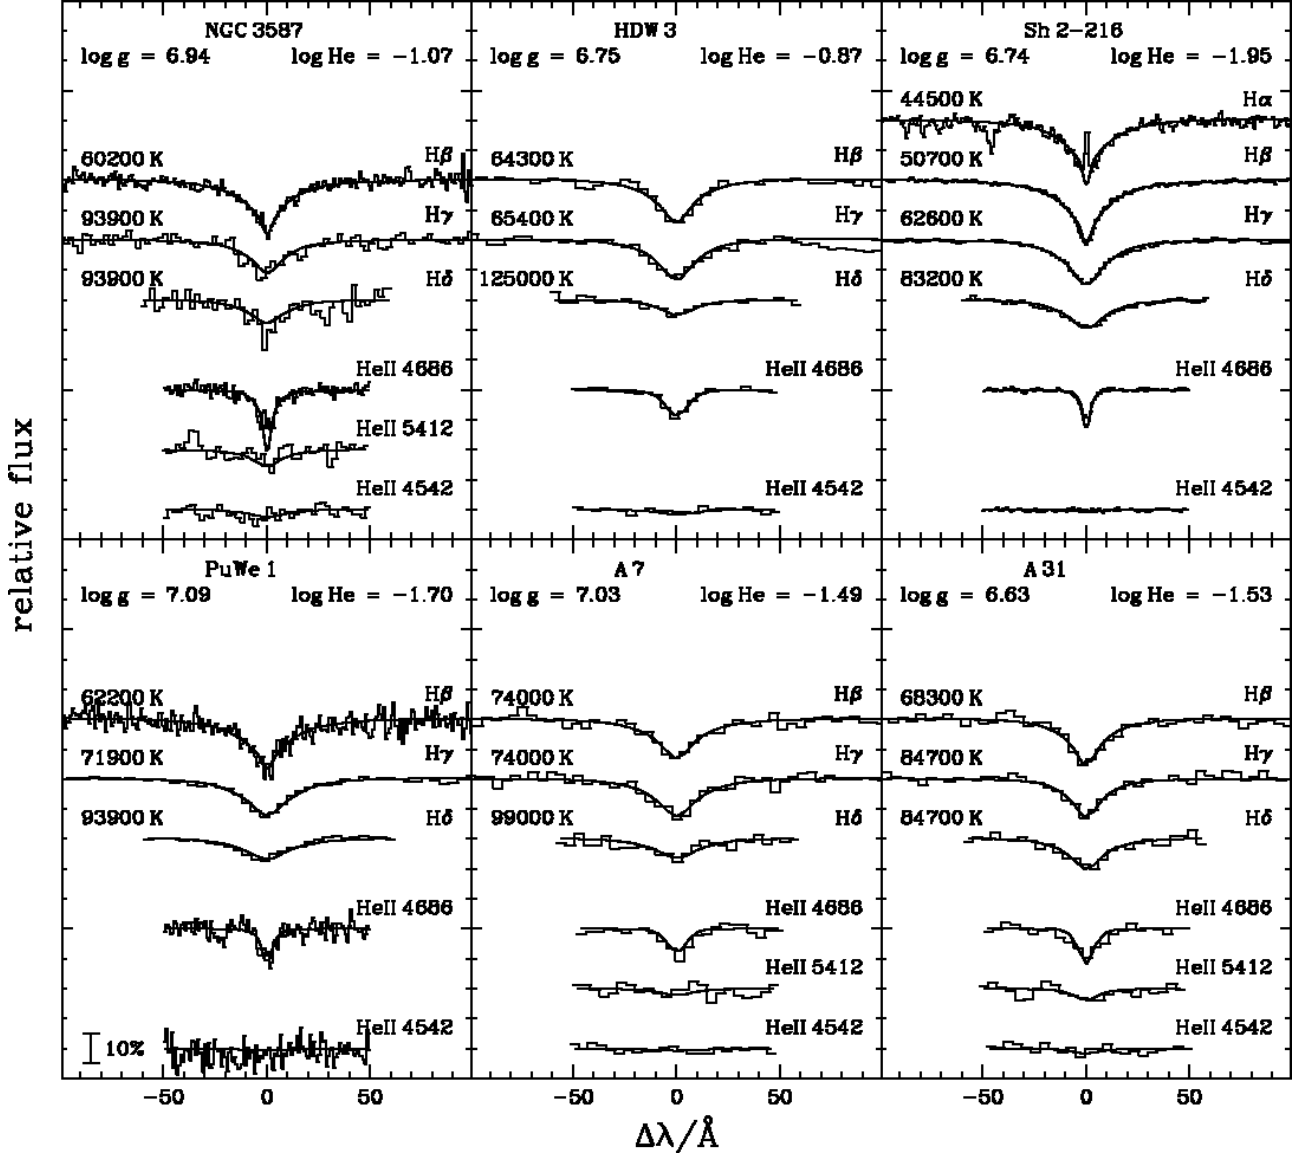 NGC 3587
log g = 6.94 log He = −1.07
60200 K Hβ
93900 K Hγ
93900 K Hδ
HeII 4686
HeII 5412
HeII 4542
HDW 3
log g = 6.75 log He = −0.87
64300 K Hβ
65400 K Hγ
125000 K Hδ
HeII 4686
HeII 4542
Sh 2−216
log g = 6.74 log He = −1.95
44500 K Hα
50700 K Hβ
62600 K Hγ
83200 K Hδ
HeII 4686
HeII 4542
relative flux
PuWe 1
log g = 7.09 log He = −1.70
62200 K Hβ
71900 K Hγ
93900 K Hδ
HeII 4686
HeII 4542
10%
A 7
log g = 7.03 log He = −1.49
74000 K Hβ
74000 K Hγ
99000 K Hδ
HeII 4686
HeII 5412
HeII 4542
A 31
log g = 6.63 log He = −1.53
68300 K Hβ
84700 K Hγ
84700 K Hδ
HeII 4686
HeII 5412
HeII 4542
−50 0 50 −50 0 50 −50 0 50
Δλ/Å